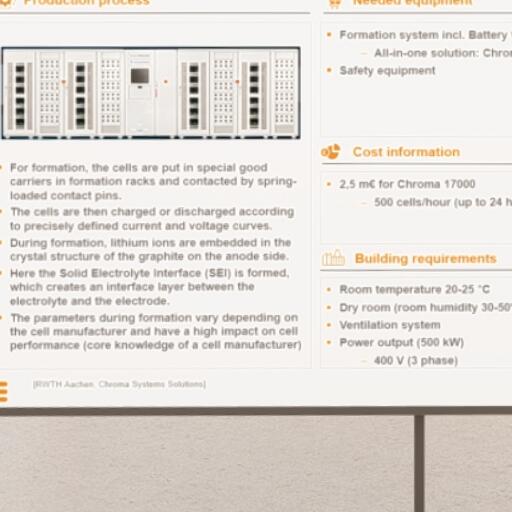 Production process
For formation, the cells are put in special good
carriers in formation racks and contacted by spring-
loaded contact pins.
The cells are then charged or discharged according
to precisely defined current and voltage curves.
During formation, lithium ions are embedded in the
crystal structure of the graphite on the anode side.
Here the Solid Electrolyte Interface (SEI) is formed,
which creates an interface layer between the
electrolyte and the electrode.
The parameters during formation vary depending on
the cell manufacturer and have a high impact on cell
performance (core knowledge of a cell manufacturer)
[RWTH Aachen, Chroma Systems Solutions]
Needed equipment
Formation system incl. Battery
– All-in-one solution: Chro
Safety equipment
Cost information
2,5 m€ for Chroma 17000
– 500 cells/hour (up to 24 h
Building requirements
Room temperature 20-25 °C
Dry room (room humidity 30-50
Ventilation system
Power output (500 kW)
– 400 V (3 phase)